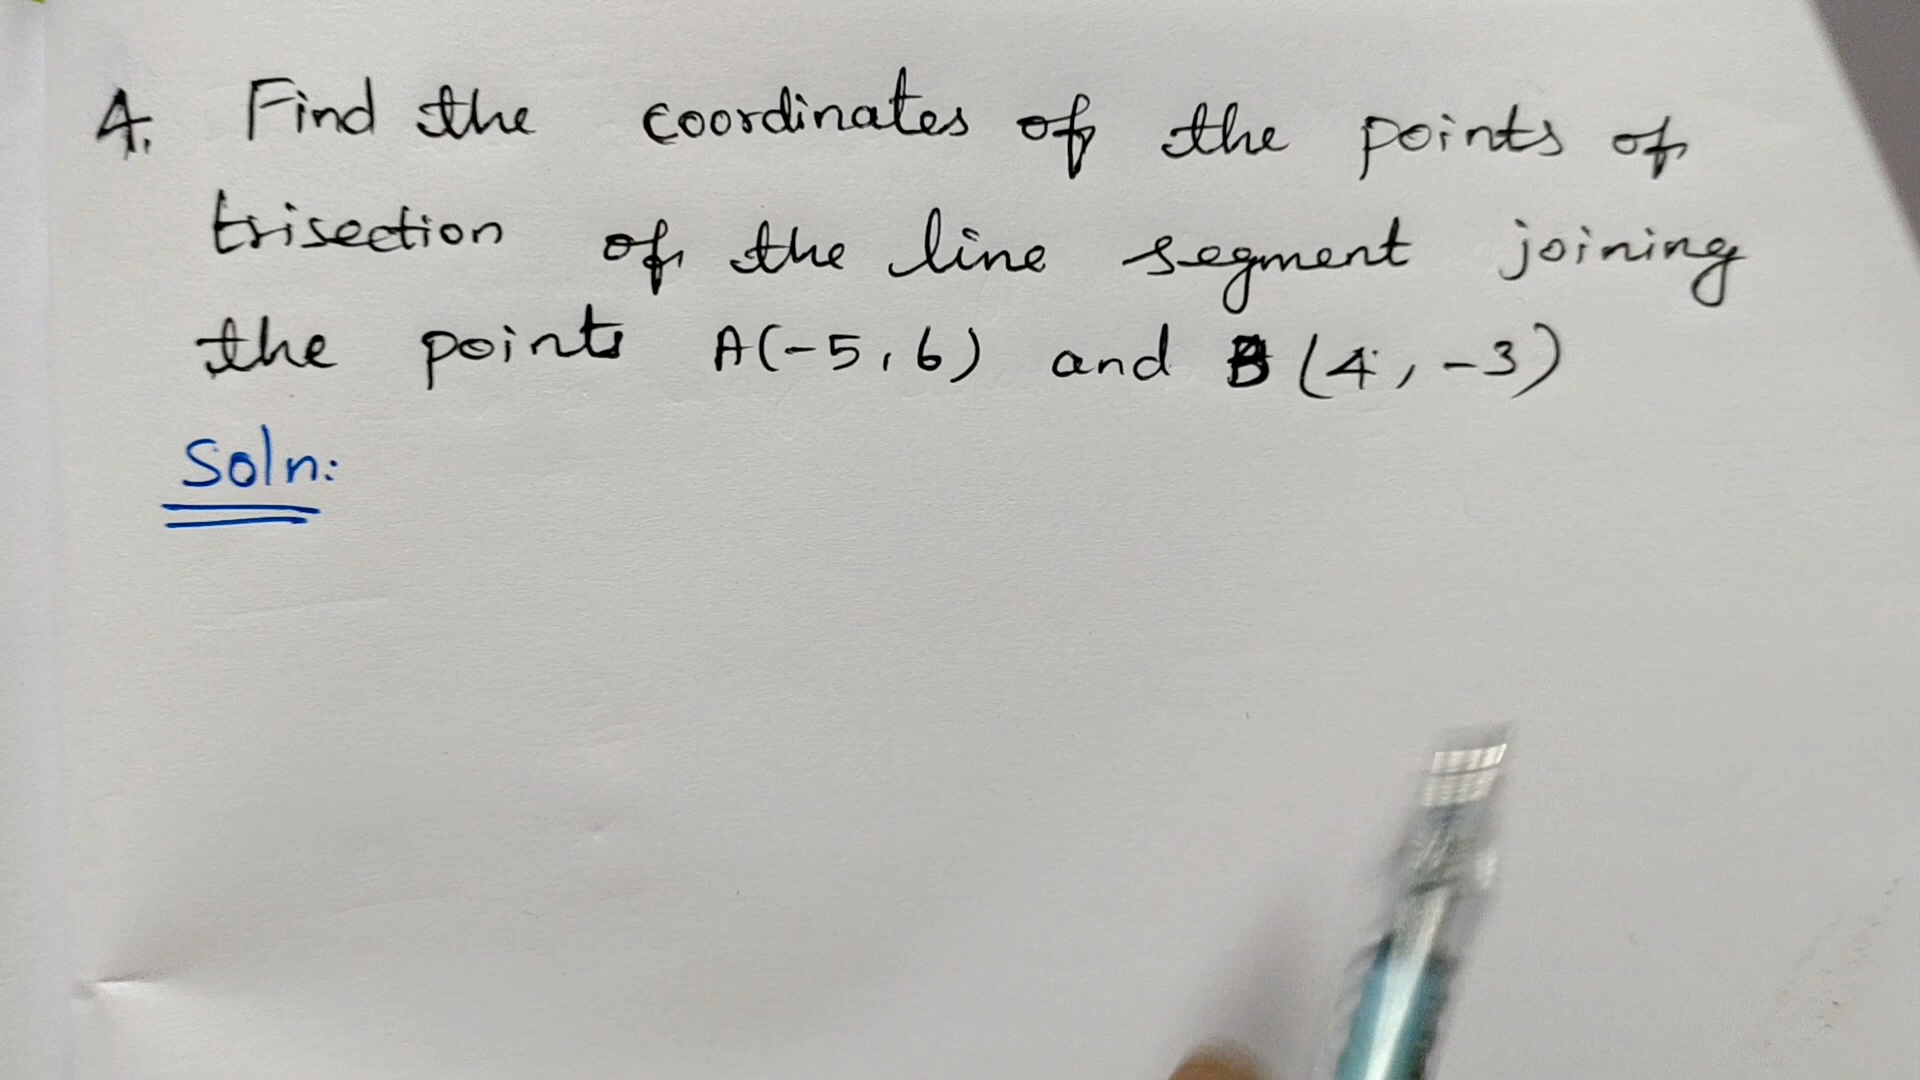 4. Find the coordinates of the points of
trisection of the line segment joining
the points A(-5,6) and B(4,-3)
Soln: